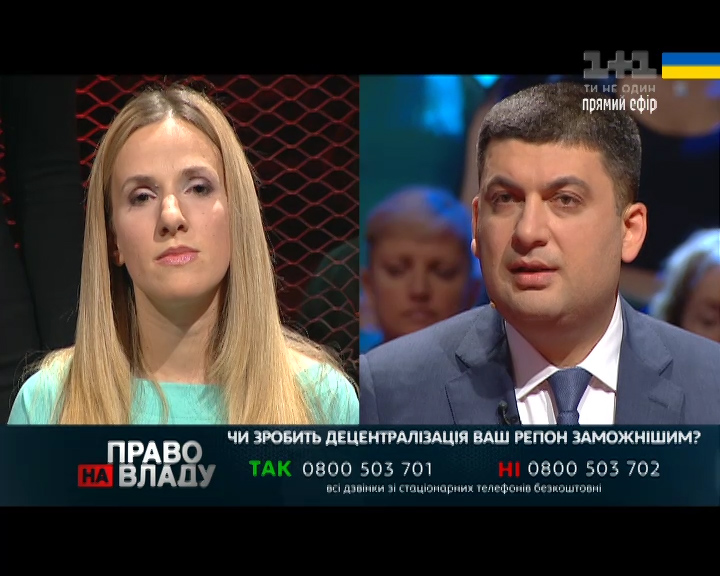 1+1
ТИ НЕ ОДИН
ПРЯМИЙ ЕФІР
ПРАВО
НА ВЛАДУ
ЧИ ЗРОБИТЬ ДЕЦЕНТРАЛІЗАЦІЯ ВАШ РЕГІОН ЗАМОЖНІШИМ?
ТАК 0800 503 701
НІ 0800 503 702
всі дзвінки зі стаціонарних телефонів безкоштовні